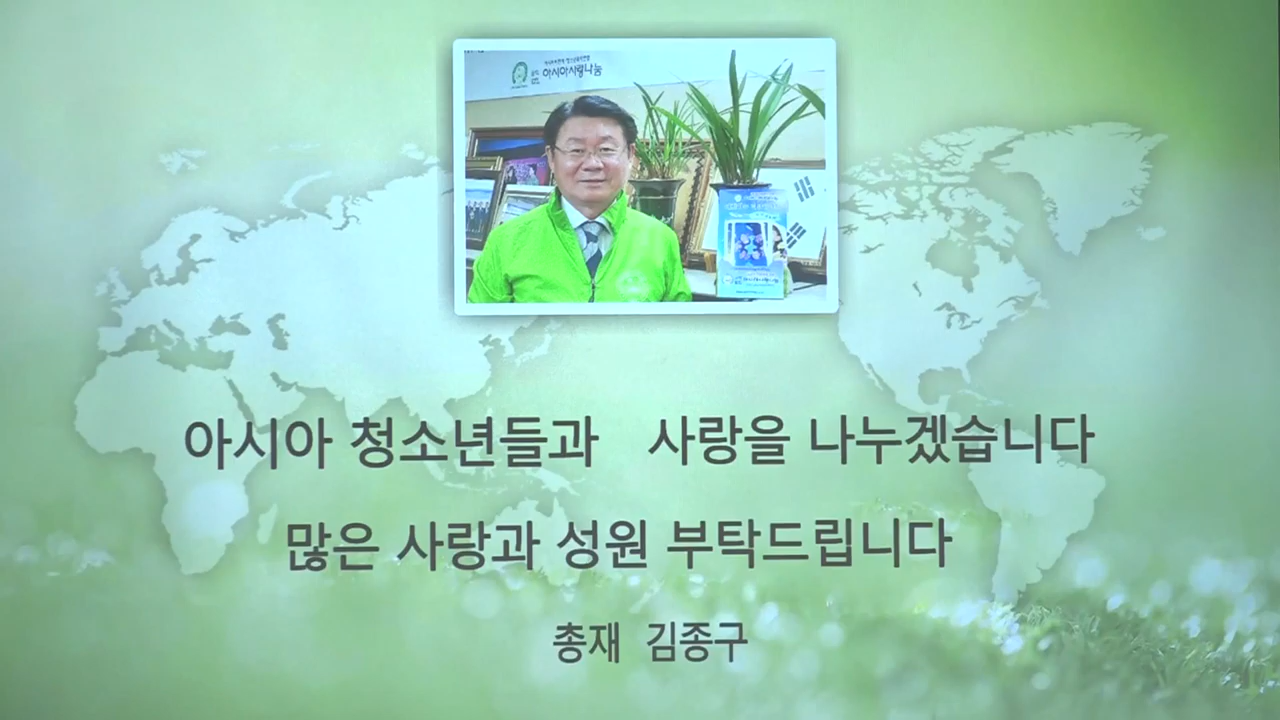 아시아사랑나눔
아시아 청소년들과 사랑을 나누겠습니다
많은 사랑과 성원 부탁드립니다
총재 김종구